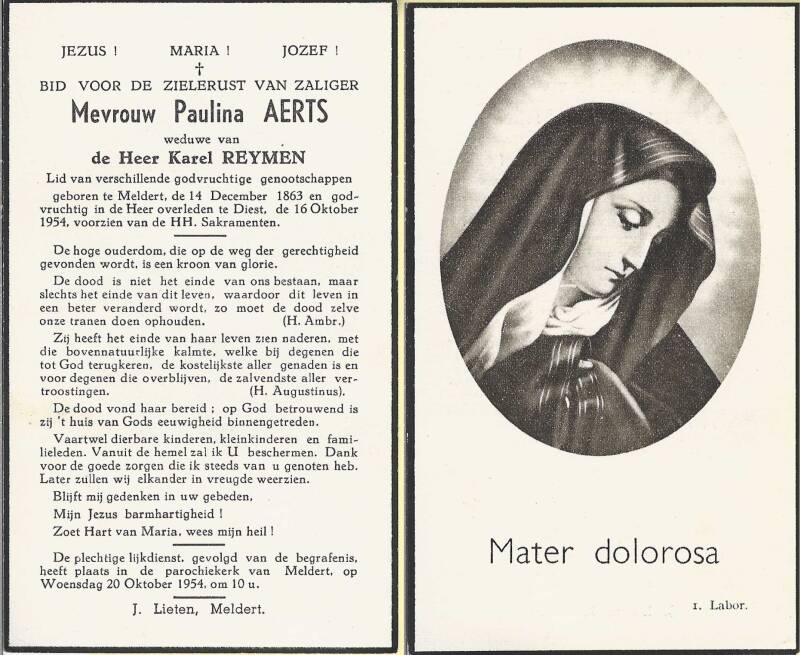 JEZUS ! MARIA ! JOZEF !
†
BID VOOR DE ZIELERUST VAN ZALIGER
Mevrouw Paulina AERTS
weduwe van
de Heer Karel REYMEN
Lid van verschillende godvruchtige genootschappen
geboren te Meldert, de 14 December 1863 en god-
vruchtig in de Heer overleden te Diest, de 16 Oktober
1954, voorzien van de HH. Sakramenten.
De hoge ouderdom, die op de weg der gerechtigheid
gevonden wordt, is een kroon van glorie.
De dood is niet het einde van ons bestaan, maar
slechts het einde van dit leven, waardoor dit leven in
een beter veranderd wordt, zo moet de dood zelve
onze tranen doen ophouden. (H. Ambr.)
Zij heeft het einde van haar leven zien naderen, met
die bovennatuurlijke kalmte, welke bij degenen die
tot God terugkeren, de kostelijkste aller genaden is en
voor degenen die overblijven, de zalvendste aller ver-
troostingen. (H. Augustinus).
De dood vond haar bereid ; op God betrouwend is
zij 't huis van Gods eeuwigheid binnengetreden.
Vaartwel dierbare kinderen, kleinkinderen en fami-
lieleden. Vanuit de hemel zal ik U beschermen. Dank
voor de goede zorgen die ik steeds van u genoten heb.
Later zullen wij elkander in vreugde weerzien.
Blijft mij gedenken in uw gebeden,
Mijn Jezus barmhartigheid !
Zoet Hart van Maria, wees mijn heil !
De plechtige lijkdienst, gevolgd van de begrafenis,
heeft plaats in de parochiekerk van Meldert, op
Woensdag 20 Oktober 1954, om 10 u.
J. Lieten, Meldert.
Mater dolorosa
1. Labor.